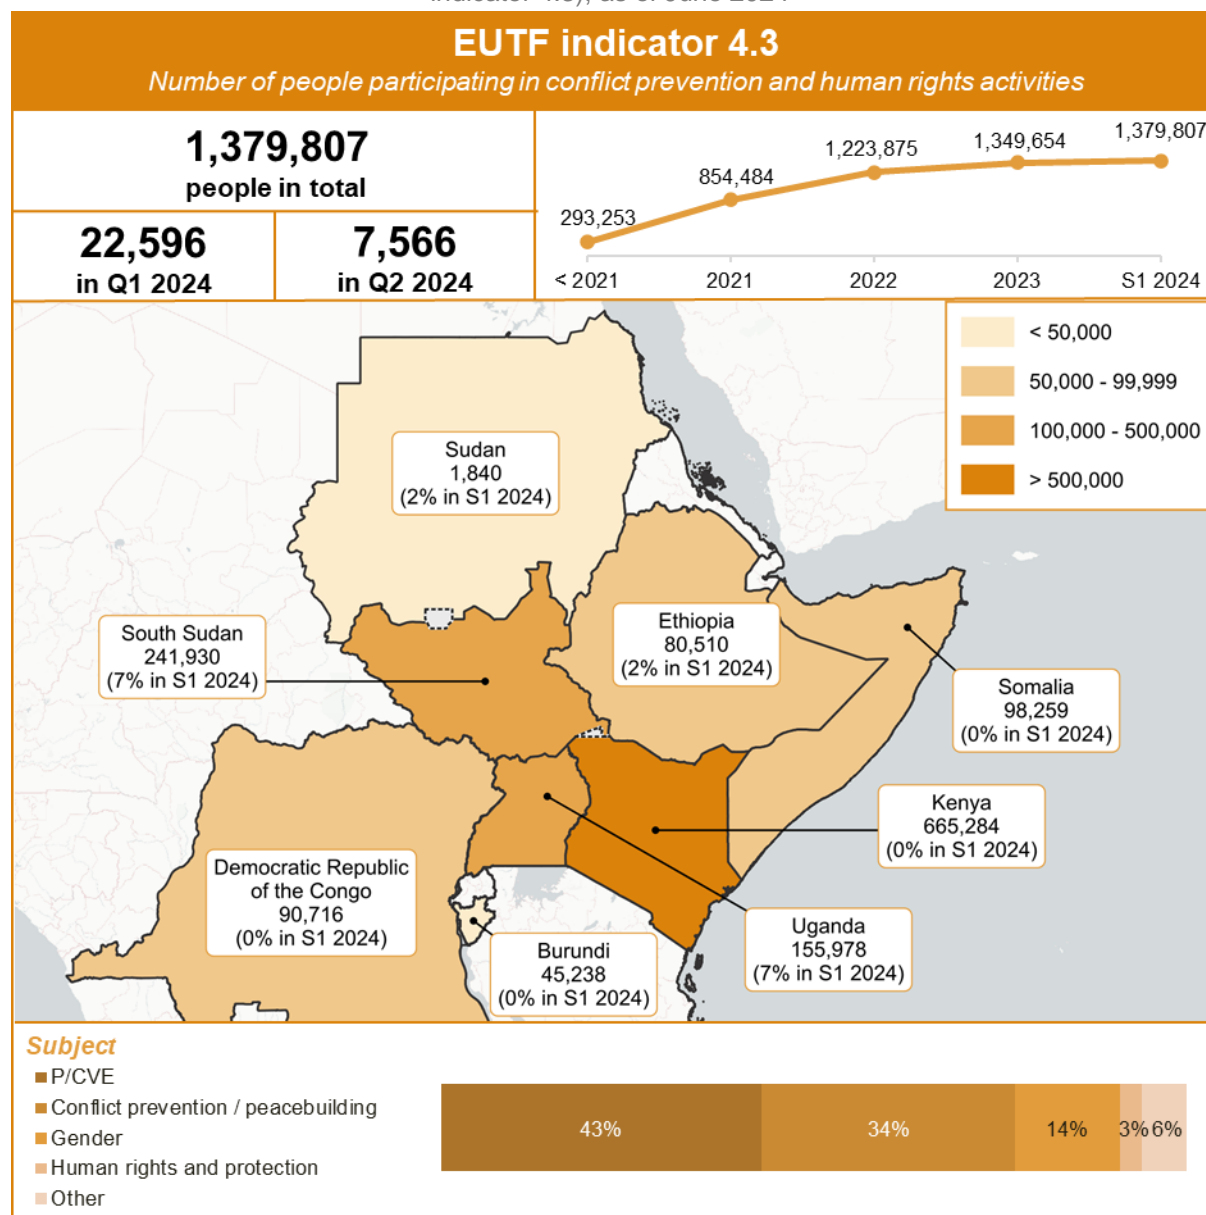 indicator 4.3), as of June 2024
EUTF indicator 4.3
Number of people participating in conflict prevention and human rights activities
1,379,807
people in total
22,596
in Q1 2024
7,566
in Q2 2024
293,253
854,484
1,223,875
1,349,654
1,379,807
< 2021
2021
2022
2023
S1 2024
< 50,000
50,000 - 99,999
100,000 - 500,000
> 500,000
Sudan
1,840
(2% in S1 2024)
South Sudan
241,930
(7% in S1 2024)
Ethiopia
80,510
(2% in S1 2024)
Somalia
98,259
(0% in S1 2024)
Kenya
665,284
(0% in S1 2024)
Democratic Republic
of the Congo
90,716
(0% in S1 2024)
Uganda
155,978
(7% in S1 2024)
Burundi
45,238
(0% in S1 2024)
Subject
P/CVE
Conflict prevention / peacebuilding
Gender
Human rights and protection
Other
43%
34%
14%
3%
6%